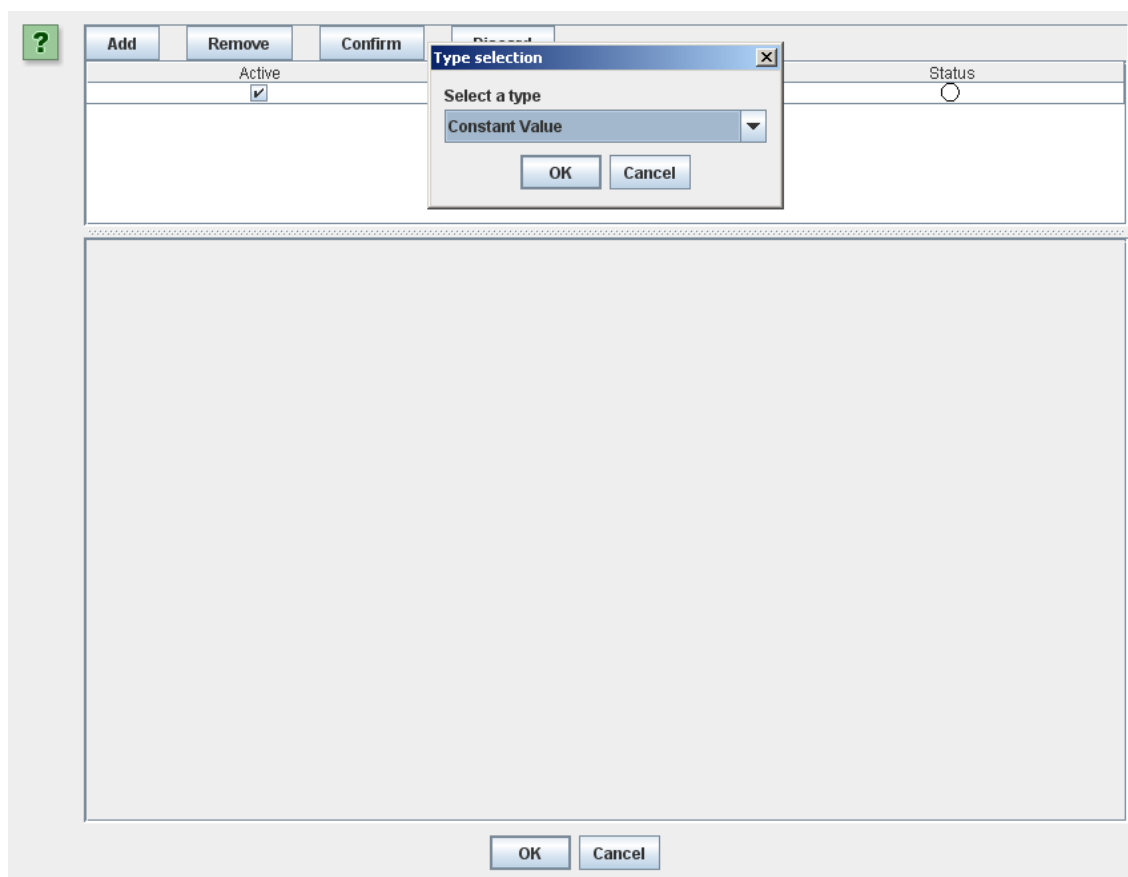 ?
Add Remove Confirm
Type selection
Active Status
Select a type
Constant Value
OK Cancel
OK Cancel